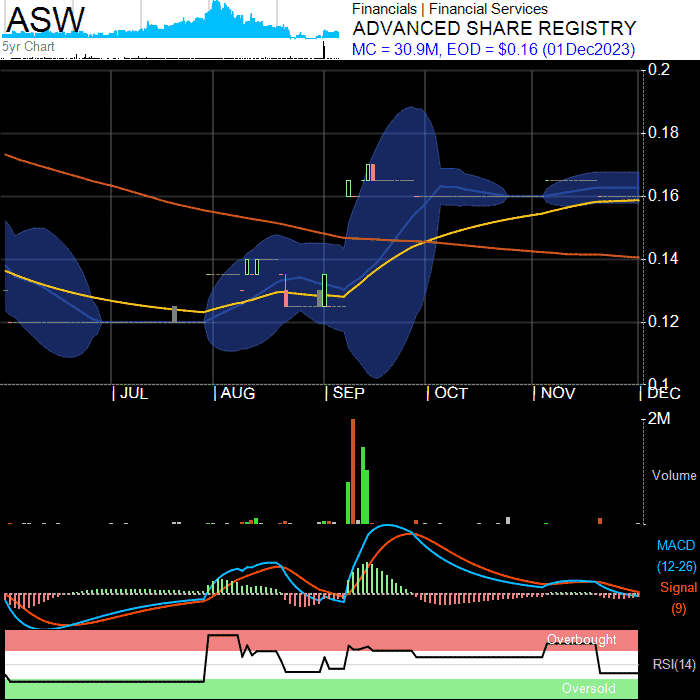 ASW
5yr Chart
Financials | Financial Services
ADVANCED SHARE REGISTRY
MC = 30.9M, EOD = $0.16 (01Dec2023)
0.2
0.18
0.16
0.14
0.12
0.1
JUL AUG SEP OCT NOV DEC
2M
Volume
MACD
(12-26)
Signal
(9)
Overbought
RSI(14)
Oversold